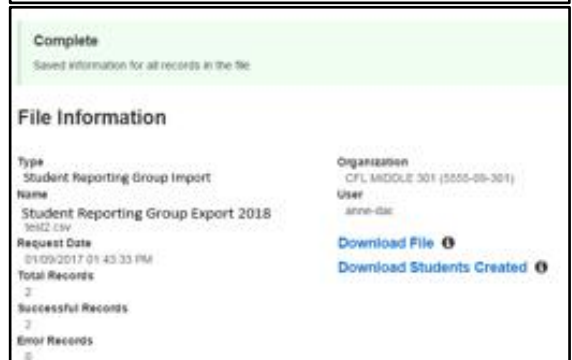 Complete
Saved information for all records in the file
File Information
Type
Student Reporting Group Import
Name
Student Reporting Group Export 2018
test2.csv
Request Date
01/09/2017 01:43:33 PM
Total Records
2
Successful Records
2
Error Records
0
Organization
CFL MIDDLE 301 (5555-09-301)
User
anne-dac
Download File
Download Students Created